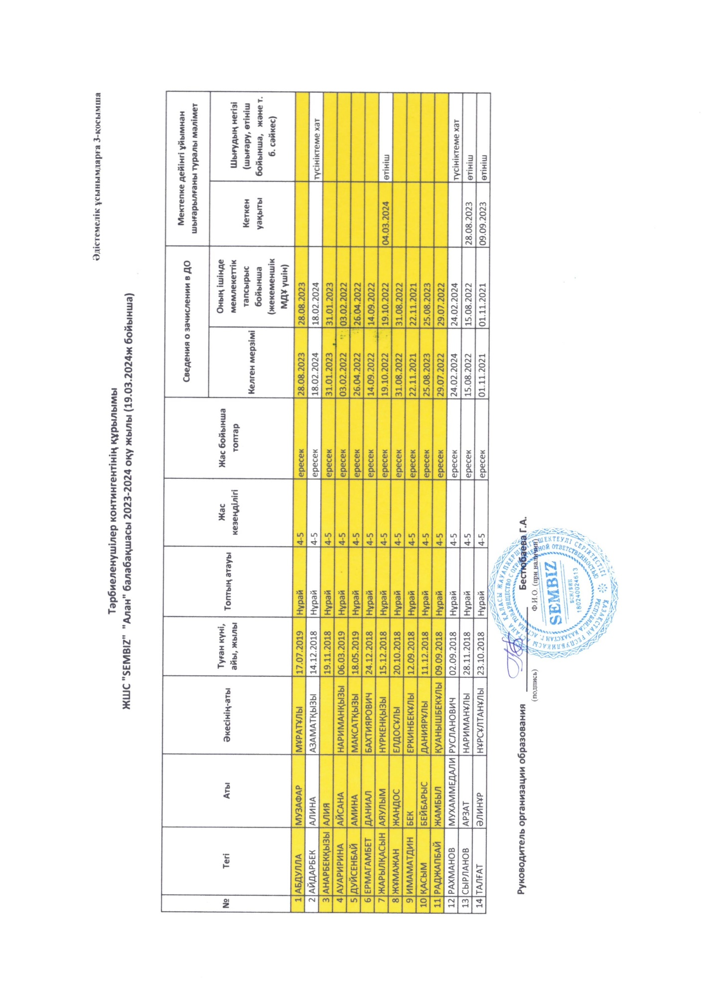 Әдістемелік ұсынымдарға 3-қосымша
Тәрбиеленушілер контингентінің құрылымы
ЖШС "SEMBIZ" "Алан" балабақшасы 2023-2024 оқу жылы (19.03.2024ж бойынша)
№ Тегі Аты Әкесінің-аты Туған күні, айы, жылы Топтың атауы Жас кезеңділігі Жас бойынша топтар Сведения о зачислении в ДО Мектепке дейінгі ұйымнан шығарылғаны туралы мәлімет
Келген мерзімі Оның ішінде мемлекеттік тапсырыс бойынша (жекеменшік МДҰ үшін) Кеткен уақыты Шығудың негізі (шығару, өтініш бойынша, және т. б. сәйкес)
1 АБДУЛЛА МУЗАФАР МҰРАТҰЛЫ 17.07.2019 Нұрай 4-5 ересек 28.08.2023 28.08.2023
2 АЙДАРБЕК АЛИНА АЗАМАТҚЫЗЫ 14.12.2018 Нұрай 4-5 ересек 18.02.2024 18.02.2024 түсініктеме хат
3 АНАРБЕКҚЫЗЫ АЛИЯ 19.11.2018 Нұрай 4-5 ересек 31.01.2023 31.01.2023
4 АУАРИРИНА АЙСАНА НАРИМАНҚЫЗЫ 06.03.2019 Нұрай 4-5 ересек 03.02.2022 03.02.2022
5 ДУЙСЕНБАЙ АМИНА МАКСАТҚЫЗЫ 18.05.2019 Нұрай 4-5 ересек 26.04.2022 26.04.2022
6 ЕРМАГАМБЕТ ДАНИАЛ БАХТИЯРОВИЧ 24.12.2018 Нұрай 4-5 ересек 14.09.2022 14.09.2022
7 ЖАРЫЛҚАСЫН АЯУЛЫМ НҮРКЕНҚЫЗЫ 15.12.2018 Нұрай 4-5 ересек 19.10.2022 19.10.2022 04.03.2024 өтініш
8 ЖҰМАЖАН ЖАНДОС ЕЛДОСҰЛЫ 20.10.2018 Нұрай 4-5 ересек 31.08.2022 31.08.2022
9 ИМАМАТДИН БЕК ЕРКИНБЕКҰЛЫ 12.09.2018 Нұрай 4-5 ересек 22.11.2021 22.11.2021
10 ҚАСЫМ БЕЙБАРЫС ДАНИЯРҰЛЫ 11.12.2018 Нұрай 4-5 ересек 25.08.2023 25.08.2023
11 РАДЖАПБАЙ ЖАМБЫЛ ҚУАНЫШБЕКҰЛЫ 09.09.2018 Нұрай 4-5 ересек 29.07.2022 29.07.2022
12 РАХМАНОВ МУХАММЕДАЛИ РУСЛАНОВИЧ 02.09.2018 Нұрай 4-5 ересек 24.02.2024 24.02.2024 түсініктеме хат
13 СЫРЛАНОВ АРЗАТ НАРИМАНҰЛЫ 28.11.2018 Нұрай 4-5 ересек 15.08.2022 15.08.2022 28.08.2023 өтініш
14 ТАЛҒАТ ӘЛИНҰР НҰРСҰЛТАНҰЛЫ 23.10.2018 Нұрай 4-5 ересек 01.11.2021 01.11.2021 09.09.2023 өтініш
Руководитель организации образования Бестюбаева Г.А.
(подпись) Ф.И.О. (при наличии)
ҚАЗАҚСТАН РЕСПУБЛИКАСЫ АСТАНА ҚАЛАСЫ ЖАУАПКЕРШІЛІГІ ШЕКТЕУЛІ СЕРІКТЕСТІГІ
РЕСПУБЛИКА КАЗАХСТАН Г. АСТАНА ТОВАРИЩЕСТВО С ОГРАНИЧЕННОЙ ОТВЕТСТВЕННОСТЬЮ
SEMBIZ
БСН/БИН
180240024613